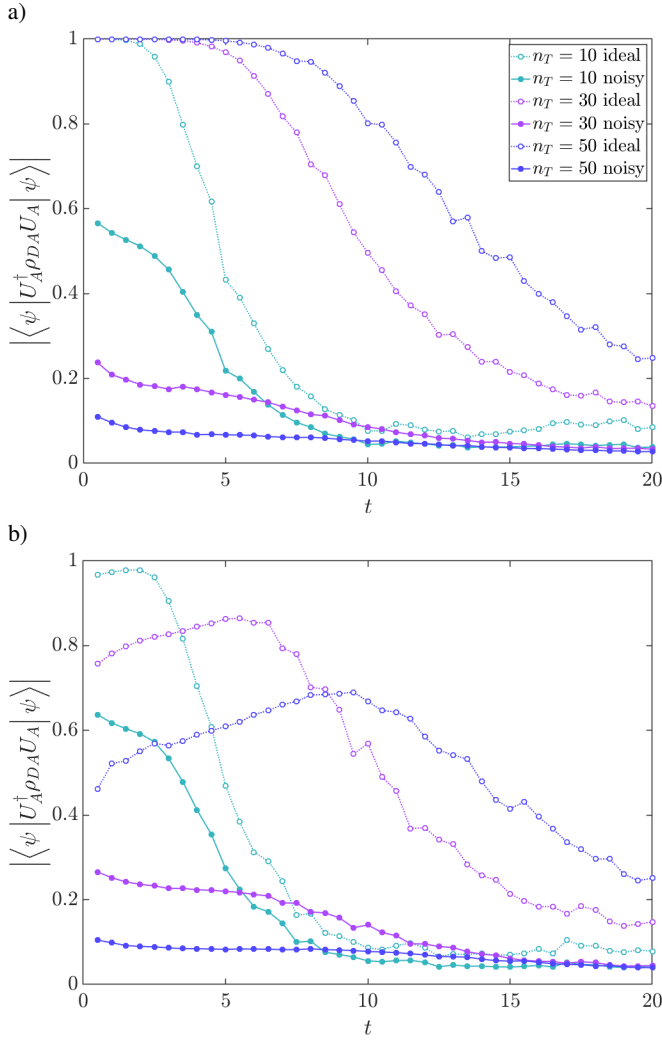 a)
1
0.8
0.6
0.4
0.2
0
0 5 10 15 20
t
|⟨ψ|U_A^† ρ_{DA} U_A|ψ⟩|
n_T = 10 ideal
n_T = 10 noisy
n_T = 30 ideal
n_T = 30 noisy
n_T = 50 ideal
n_T = 50 noisy
b)
1
0.8
0.6
0.4
0.2
0
0 5 10 15 20
t
|⟨ψ|U_A^† ρ_{DA} U_A|ψ⟩|